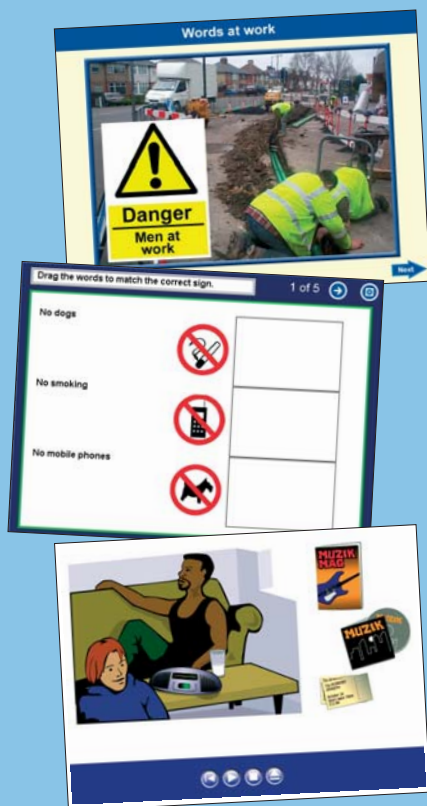 Words at work
Danger
Men at
work
Next
Drag the words to match the correct sign.
1 of 5
No dogs
No smoking
No mobile phones
MUZIK
MAG
MUZIK